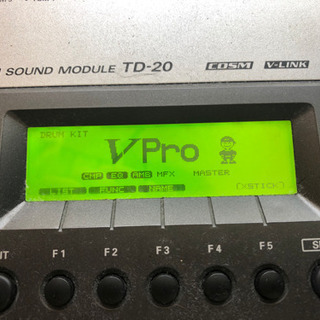 SOUND MODULE TD-20 COSM V-LINK
DRUM KIT
VPro
CMP EQ AMB MFX MASTER
LIST FUNC NAME [XSTICK]
F1 F2 F3 F4 F5